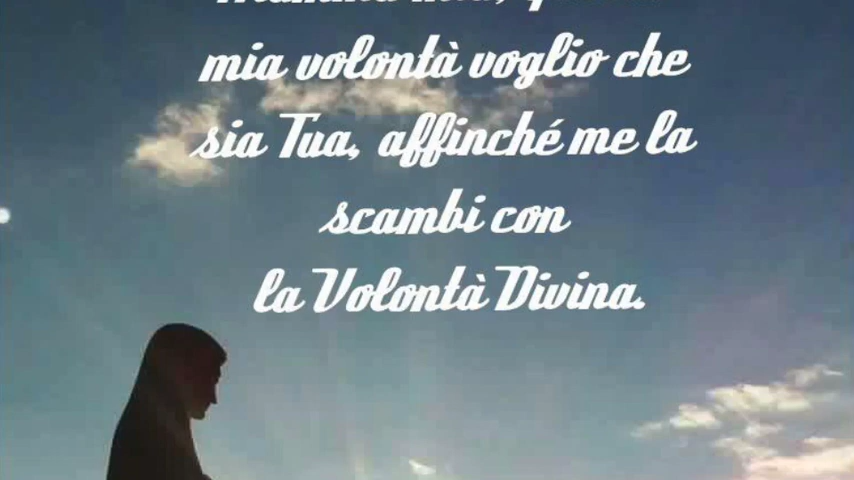 mia volontà voglio che
sia Tua, affinché me la
scambi con
la Volontà Divina.